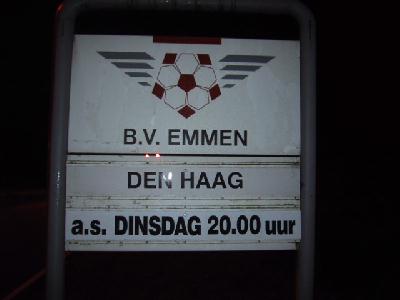 B.V. EMMEN
DEN HAAG
a.s. DINSDAG 20.00 uur